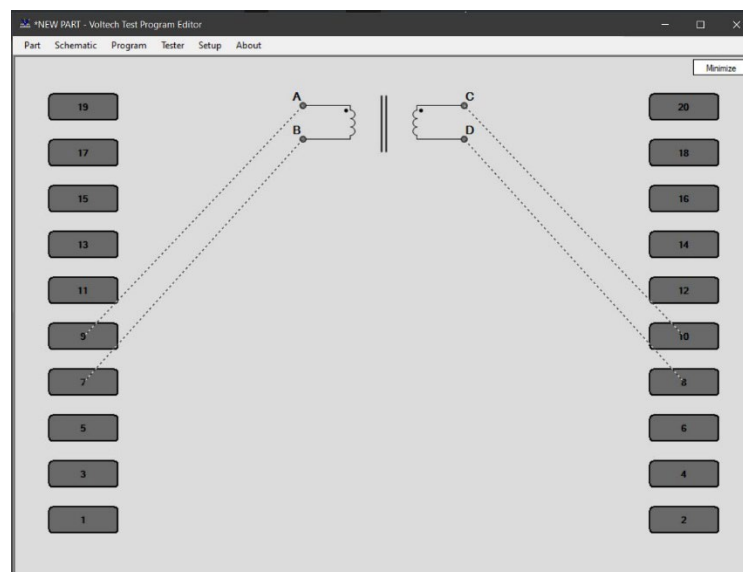 *NEW PART - Voltech Test Program Editor
Part Schematic Program Tester Setup About
Minimize
19 A C 20
17 B D 18
15 16
13 14
11 12
9 10
7 8
5 6
3 4
1 2